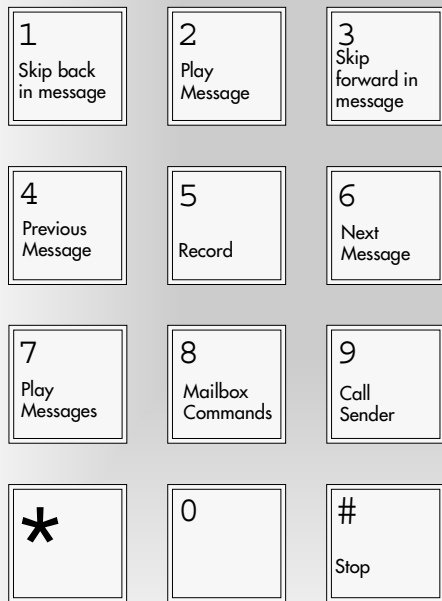 1
Skip back
in message
2
Play
Message
3
Skip
forward in
message
4
Previous
Message
5
Record
6
Next
Message
7
Play
Messages
8
Mailbox
Commands
9
Call
Sender
*
0
#
Stop